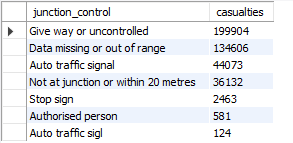 junction_control casualties
Give way or uncontrolled 199904
Data missing or out of range 134606
Auto traffic signal 44073
Not at junction or within 20 metres 36132
Stop sign 2463
Authorised person 581
Auto traffic sigl 124